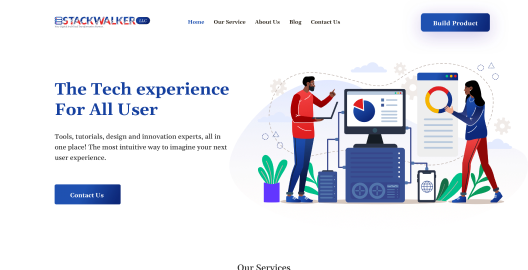 STACKWALKER LLC
Home Our Service About Us Blog Contact Us
Build Product
The Tech experience
For All User
Tools, tutorials, design and innovation experts, all in
one place! The most intuitive way to imagine your next
user experience.
Contact Us
Our Services